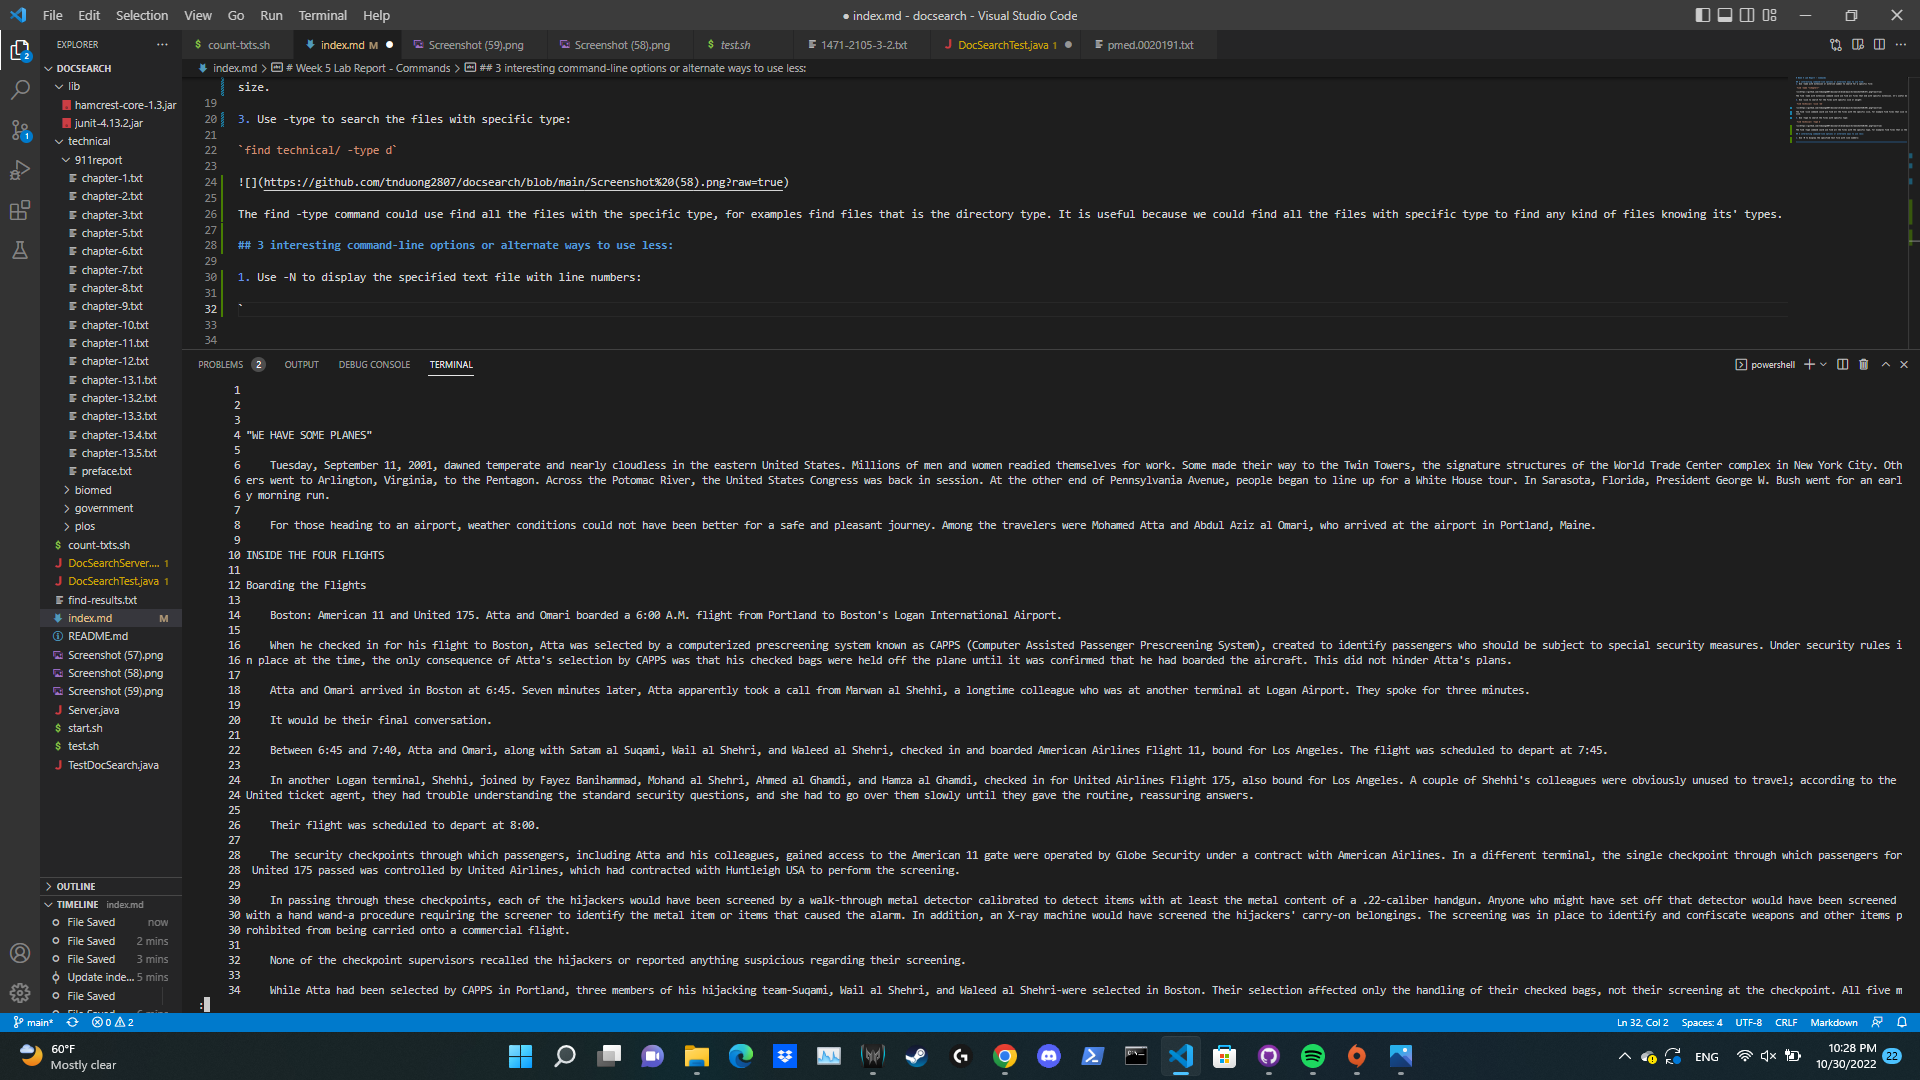 File Edit Selection View Go Run Terminal Help
● index.md - docsearch - Visual Studio Code
EXPLORER
count-txts.sh
index.md M
Screenshot (59).png
Screenshot (58).png
test.sh
1471-2105-3-2.txt
DocSearchTest.java 1
pmed.0020191.txt
index.md > # Week 5 Lab Report - Commands > ## 3 interesting command-line options or alternate ways to use less:
DOCSEARCH
lib
hamcrest-core-1.3.jar
junit-4.13.2.jar
technical
911report
chapter-1.txt
chapter-2.txt
chapter-3.txt
chapter-5.txt
chapter-6.txt
chapter-7.txt
chapter-8.txt
chapter-9.txt
chapter-10.txt
chapter-11.txt
chapter-12.txt
chapter-13.1.txt
chapter-13.2.txt
chapter-13.3.txt
chapter-13.4.txt
chapter-13.5.txt
preface.txt
biomed
government
plos
count-txts.sh
DocSearchServer.... 1
DocSearchTest.java 1
find-results.txt
index.md M
README.md
Screenshot (57).png
Screenshot (58).png
Screenshot (59).png
Server.java
start.sh
test.sh
TestDocSearch.java
OUTLINE
TIMELINE index.md
File Saved now
File Saved 2 mins
File Saved 3 mins
Update inde... 5 mins
File Saved
size.
19
20 3. Use -type to search the files with specific type:
21
22 `find technical/ -type d`
23
24 ![](https://github.com/tnduong2807/docsearch/blob/main/Screenshot%20(58).png?raw=true)
25
26 The find -type command could use find all the files with the specific type, for examples find files that is the directory type. It is useful because we could find all the files with specific type to find any kind of files knowing its' types.
27
28 ## 3 interesting command-line options or alternate ways to use less:
29
30 1. Use -N to display the specified text file with line numbers:
31
32 `
33
34
PROBLEMS 2 OUTPUT DEBUG CONSOLE TERMINAL
powershell
1
2
3
4 "WE HAVE SOME PLANES"
5
6 Tuesday, September 11, 2001, dawned temperate and nearly cloudless in the eastern United States. Millions of men and women readied themselves for work. Some made their way to the Twin Towers, the signature structures of the World Trade Center complex in New York City. Oth
6 ers went to Arlington, Virginia, to the Pentagon. Across the Potomac River, the United States Congress was back in session. At the other end of Pennsylvania Avenue, people began to line up for a White House tour. In Sarasota, Florida, President George W. Bush went for an earl
6 y morning run.
7
8 For those heading to an airport, weather conditions could not have been better for a safe and pleasant journey. Among the travelers were Mohamed Atta and Abdul Aziz al Omari, who arrived at the airport in Portland, Maine.
9
10 INSIDE THE FOUR FLIGHTS
11
12 Boarding the Flights
13
14 Boston: American 11 and United 175. Atta and Omari boarded a 6:00 A.M. flight from Portland to Boston's Logan International Airport.
15
16 When he checked in for his flight to Boston, Atta was selected by a computerized prescreening system known as CAPPS (Computer Assisted Passenger Prescreening System), created to identify passengers who should be subject to special security measures. Under security rules i
16 n place at the time, the only consequence of Atta's selection by CAPPS was that his checked bags were held off the plane until it was confirmed that he had boarded the aircraft. This did not hinder Atta's plans.
17
18 Atta and Omari arrived in Boston at 6:45. Seven minutes later, Atta apparently took a call from Marwan al Shehhi, a longtime colleague who was at another terminal at Logan Airport. They spoke for three minutes.
19
20 It would be their final conversation.
21
22 Between 6:45 and 7:40, Atta and Omari, along with Satam al Suqami, Wail al Shehri, and Waleed al Shehri, checked in and boarded American Airlines Flight 11, bound for Los Angeles. The flight was scheduled to depart at 7:45.
23
24 In another Logan terminal, Shehhi, joined by Fayez Banihammad, Mohand al Shehri, Ahmed al Ghamdi, and Hamza al Ghamdi, checked in for United Airlines Flight 175, also bound for Los Angeles. A couple of Shehhi's colleagues were obviously unused to travel; according to the
24 United ticket agent, they had trouble understanding the standard security questions, and she had to go over them slowly until they gave the routine, reassuring answers.
25
26 Their flight was scheduled to depart at 8:00.
27
28 The security checkpoints through which passengers, including Atta and his colleagues, gained access to the American 11 gate were operated by Globe Security under a contract with American Airlines. In a different terminal, the single checkpoint through which passengers for
28 United 175 passed was controlled by United Airlines, which had contracted with Huntleigh USA to perform the screening.
29
30 In passing through these checkpoints, each of the hijackers would have been screened by a walk-through metal detector calibrated to detect items with at least the metal content of a .22-caliber handgun. Anyone who might have set off that detector would have been screened
30 with a hand wand-a procedure requiring the screener to identify the metal item or items that caused the alarm. In addition, an X-ray machine would have screened the hijackers' carry-on belongings. The screening was in place to identify and confiscate weapons and other items p
30 rohibited from being carried onto a commercial flight.
31
32 None of the checkpoint supervisors recalled the hijackers or reported anything suspicious regarding their screening.
33
34 While Atta had been selected by CAPPS in Portland, three members of his hijacking team-Suqami, Wail al Shehri, and Waleed al Shehri-were selected in Boston. Their selection affected only the handling of their checked bags, not their screening at the checkpoint. All five m
:
main* 0 2
Ln 32, Col 2 Spaces: 4 UTF-8 CRLF Markdown
60°F
Mostly clear
ENG
10:28 PM
10/30/2022
22